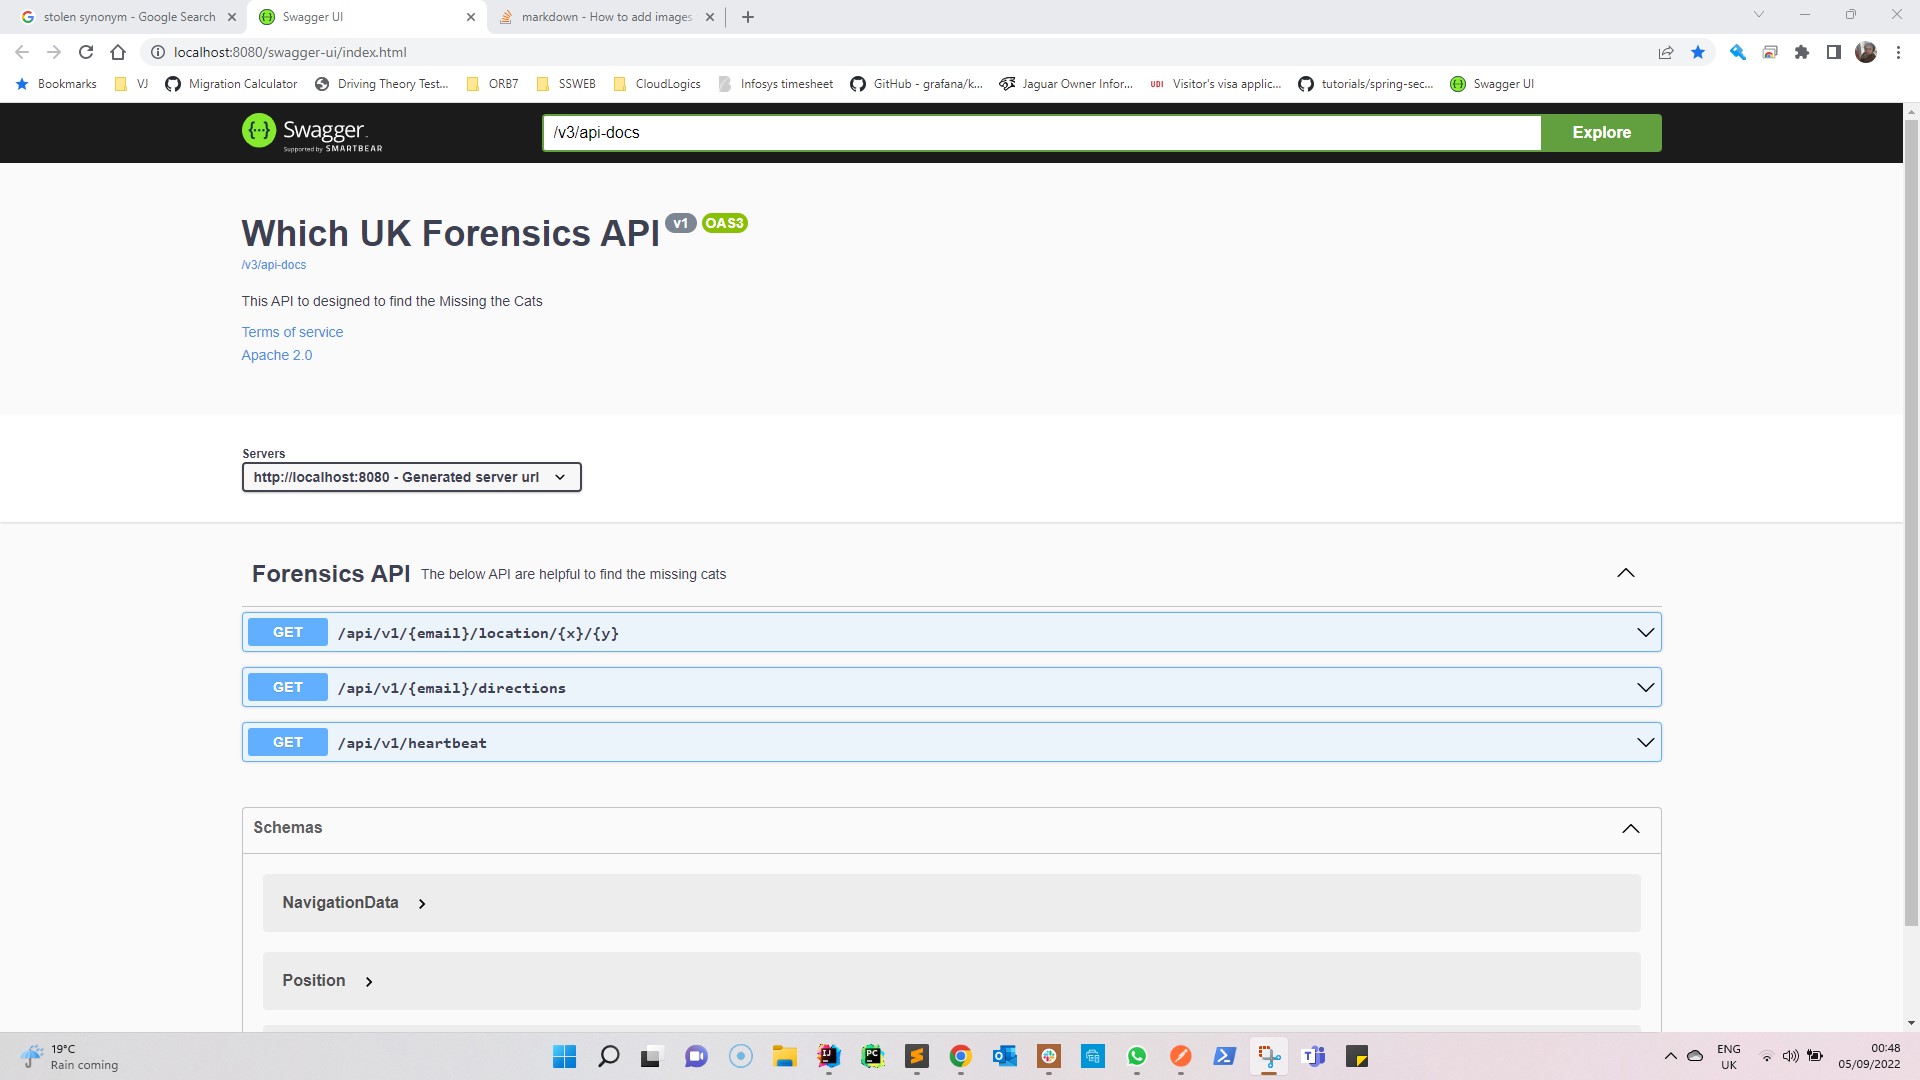 stolen synonym - Google Search
Swagger UI
markdown - How to add images
localhost:8080/swagger-ui/index.html
Bookmarks VJ Migration Calculator Driving Theory Test... ORB7 SSWEB CloudLogics Infosys timesheet GitHub - grafana/k... Jaguar Owner Infor... UDI Visitor's visa applic... tutorials/spring-sec... Swagger UI
Swagger
Supported by SMARTBEAR
/v3/api-docs
Explore
Which UK Forensics API v1 OAS3
/v3/api-docs
This API to designed to find the Missing the Cats
Terms of service
Apache 2.0
Servers
http://localhost:8080 - Generated server url
Forensics API The below API are helpful to find the missing cats
GET /api/v1/{email}/location/{x}/{y}
GET /api/v1/{email}/directions
GET /api/v1/heartbeat
Schemas
NavigationData
Position
19°C
Rain coming
ENG
UK
00:48
05/09/2022